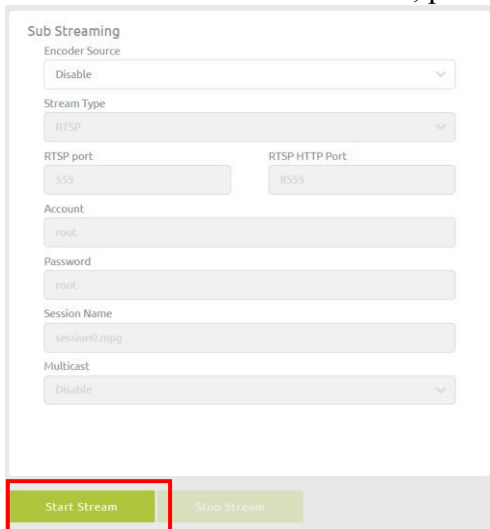 Sub Streaming
Encoder Source
Disable
Stream Type
RTSP
RTSP port RTSP HTTP Port
555 8555
Account
root
Password
root
Session Name
session0.mpg
Multicast
Disable
Start Stream Stop Stream